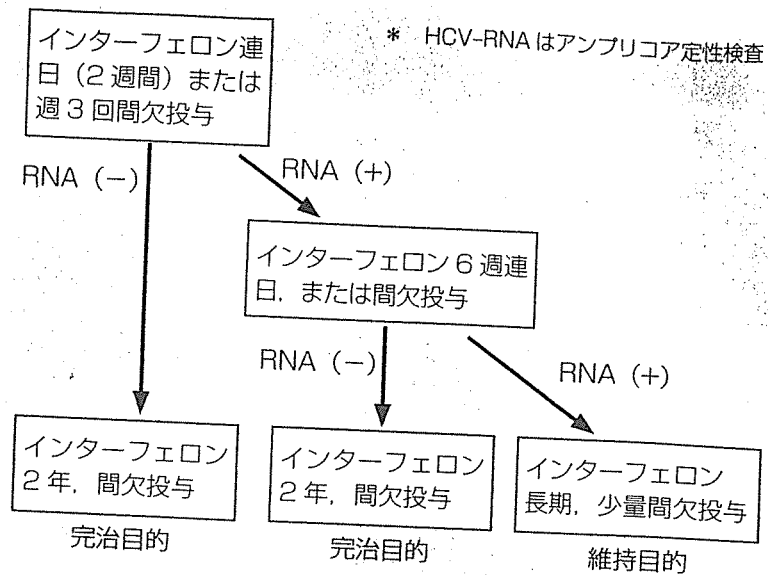 インターフェロン連
日（2週間）または
週3回間欠投与
* HCV-RNAはアンプリコア定性検査
RNA（−）
RNA（+）
インターフェロン6週連
日，または間欠投与
RNA（−）
RNA（+）
インターフェロン
2年，間欠投与
完治目的
インターフェロン
2年，間欠投与
完治目的
インターフェロン
長期，少量間欠投与
維持目的